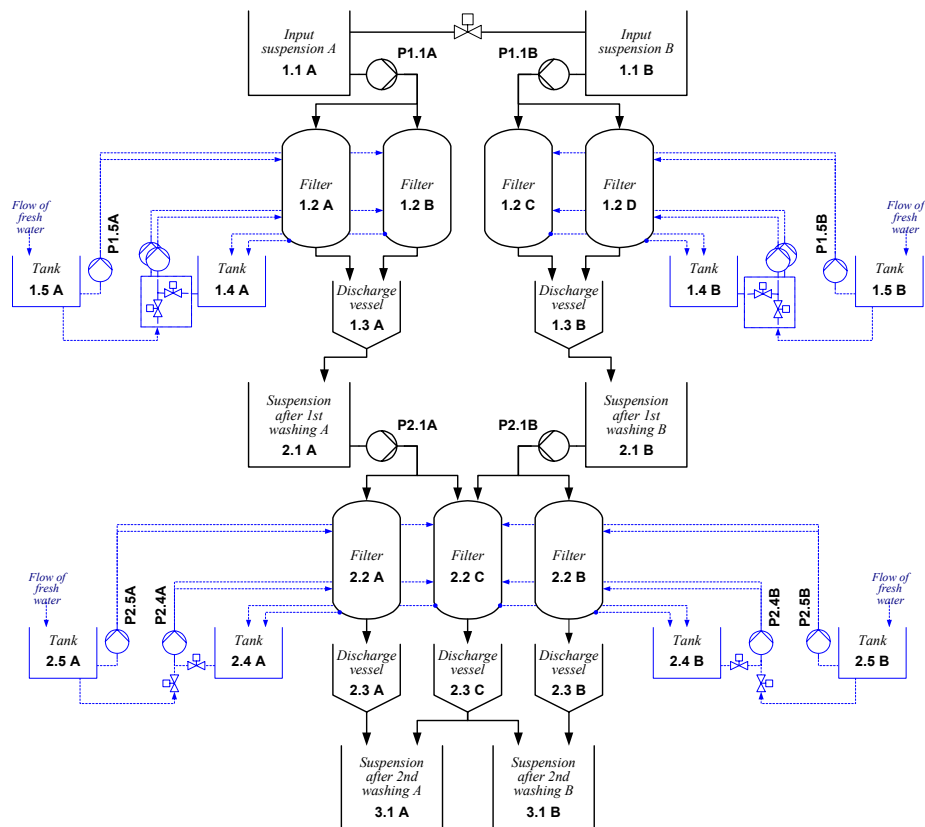 Input
suspension A
1.1 A
P1.1A
P1.1B
Input
suspension B
1.1 B
Filter
1.2 A
Filter
1.2 B
Filter
1.2 C
Filter
1.2 D
Flow of
fresh
water
P1.5A
Tank
1.5 A
Tank
1.4 A
Discharge
vessel
1.3 A
Discharge
vessel
1.3 B
Tank
1.4 B
P1.5B
Tank
1.5 B
Flow of
fresh
water
Suspension
after 1st
washing A
2.1 A
P2.1A
P2.1B
Suspension
after 1st
washing B
2.1 B
Filter
2.2 A
Filter
2.2 C
Filter
2.2 B
Flow of
fresh
water
P2.5A
P2.4A
Tank
2.5 A
Tank
2.4 A
Discharge
vessel
2.3 A
Discharge
vessel
2.3 C
Discharge
vessel
2.3 B
Tank
2.4 B
P2.4B
P2.5B
Tank
2.5 B
Flow of
fresh
water
Suspension
after 2nd
washing A
3.1 A
Suspension
after 2nd
washing B
3.1 B